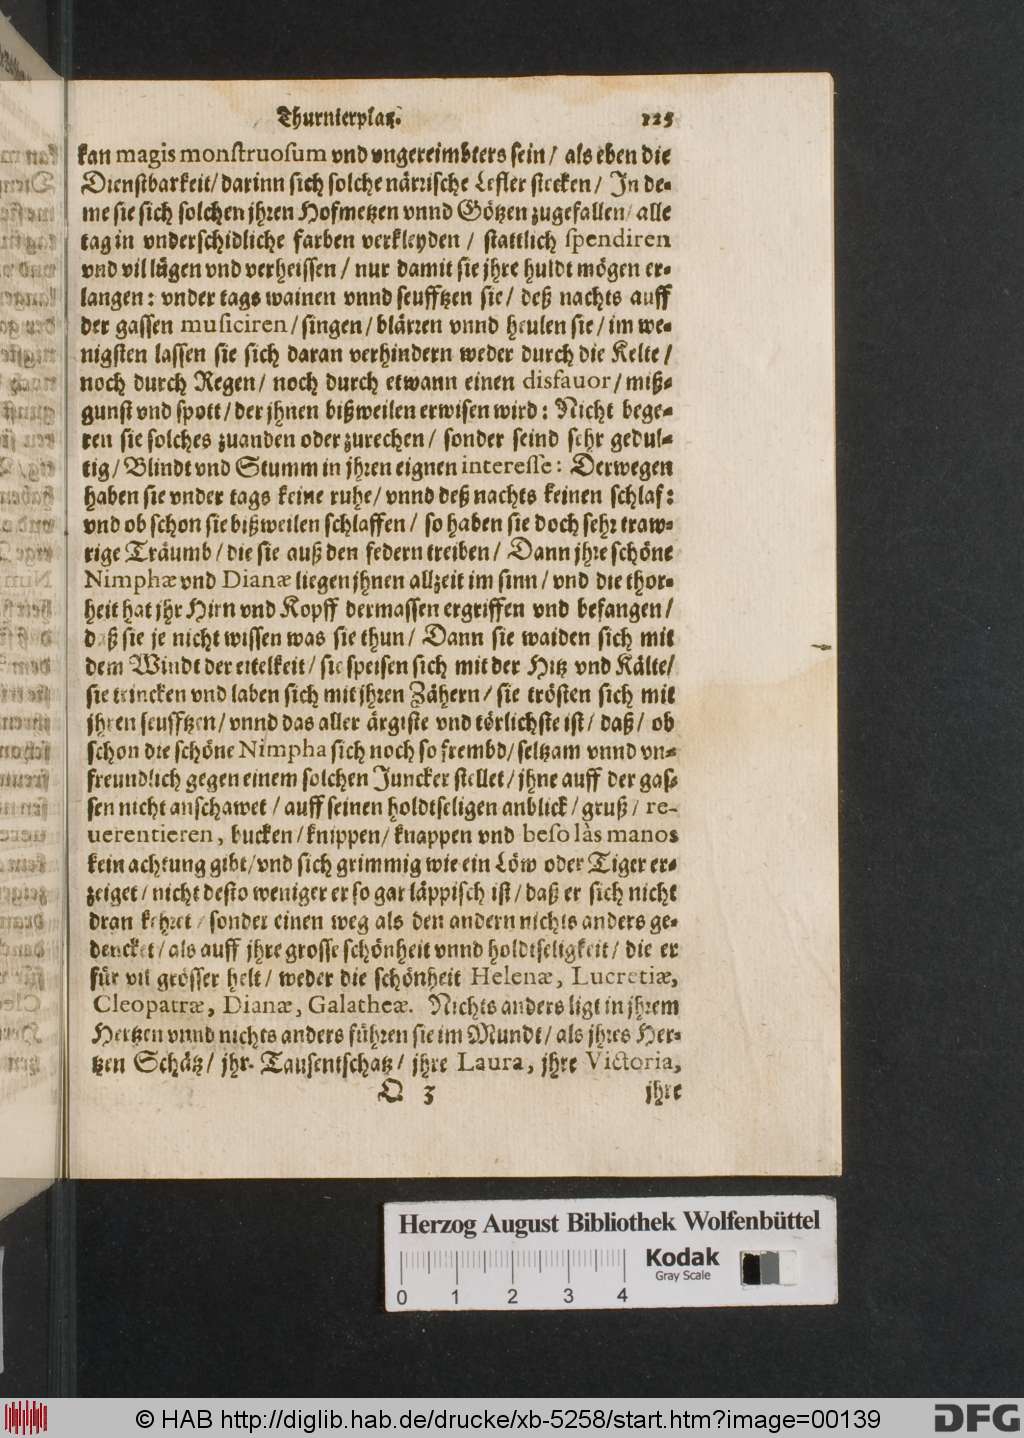 Thurnierplatz. 125
kan magis monstruosum vnd vngereimbters sein / als eben die
Dienstbarkeit / darinn sich solche närrische Lefler stecken / In de-
me sie sich solchen jhren Hofmetzen vnnd Götzen zugefallen / alle
tag in vnderschidliche farben verkleyden / stattlich spendiren
vnd vil lügen vnd verheissen / nur damit sie jhre huldt mögen er-
langen: vnder tags wainen vnnd seufftzen sie / deß nachts auff
der gassen musiciren / singen / blärren vnnd heulen sie / im we-
nigsten lassen sie sich daran verhindern weder durch die Kelte /
noch durch Regen / noch durch etwann einen disfauor / miß-
gunst vnd spott / der jhnen bißweilen erwisen wird: Nicht bege-
ren sie solches zuanden oder zurechen / sonder seind sehr gedul-
tig / Blindt vnd Stumm in jhren eignen interesse: Derwegen
haben sie vnder tags keine ruhe / vnnd deß nachts keinen schlaf:
vnd ob schon sie bißweilen schlaffen / so haben sie doch sehr traw-
rige Träumb / die sie auß den federn treiben / Dann jhre schöne
Nimphæ vnd Dianæ liegen jhnen allzeit im sinn / vnd die thor-
heit hat jhr Hirn vnd Kopff dermassen ergriffen vnd befangen /
daß sie je nicht wissen was sie thun / Dann sie waiden sich mit
dem Windt der eitelkeit / sie speisen sich mit der Hitz vnd Kälte /
sie trincken vnd laben sich mit jhren Zähern / sie trösten sich mit
jhren seufftzen / vnnd das aller ärgiste vnd törlichste ist / daß / ob
schon die schöne Nimpha sich noch so frembd / seltzam vnnd vn-
freundlich gegen einem solchen Juncker stellet / jhne auff der gas-
sen nicht anschawet / auff seinen holdtseligen anblick / gruß / re-
uerentieren, bucken / knippen / knappen vnd beso làs manos
kein achtung gibt / vnd sich grimmig wie ein Löw oder Tiger er-
zeiget / nicht desto weniger er so gar läppisch ist / daß er sich nicht
dran kehret / sonder einen weg als den andern nichts anders ge-
dencket / als auff jhre grosse schönheit vnnd holdtseligkeit / die er
für vil grösser helt / weder die schönheit Helenæ, Lucretiæ,
Cleopatræ, Dianæ, Galatheæ. Nichts anders ligt in jhrem
Hertzen vnnd nichts anders führen sie im Mundt / als jhres Her-
tzen Schätz / jhr Tausentschatz / jhre Laura, jhre Victoria,
Q 3 jhre
Herzog August Bibliothek Wolfenbüttel
Kodak
Gray Scale
0 1 2 3 4
© HAB http://diglib.hab.de/drucke/xb-5258/start.htm?image=00139
DFG